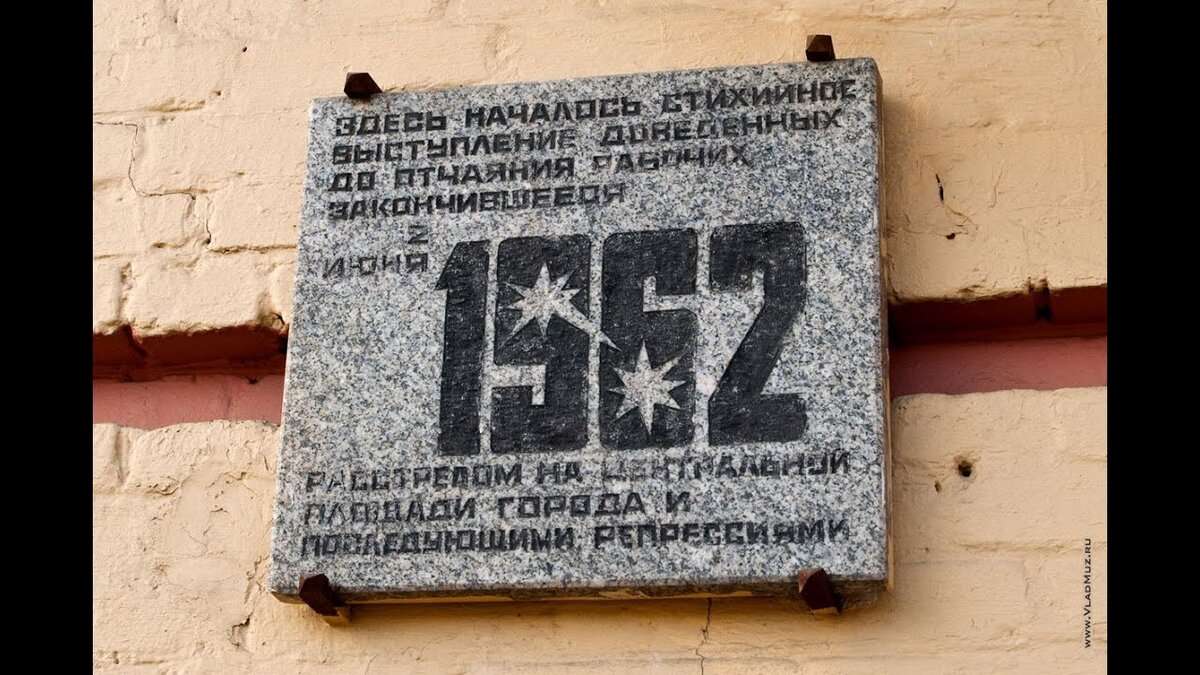 ЗДЕСЬ НАЧАЛОСЬ СТИХИЙНОЕ
ВЫСТУПЛЕНИЕ ДОВЕДЕННЫХ
ДО ОТЧАЯНИЯ РАБОЧИХ
ЗАКОНЧИВШЕЕСЯ
2
ИЮНЯ
1962
РАССТРЕЛОМ НА ЦЕНТРАЛЬНОЙ
ПЛОЩАДИ ГОРОДА И
ПОСЛЕДУЮЩИМИ РЕПРЕССИЯМИ
www.VladMuz.ru